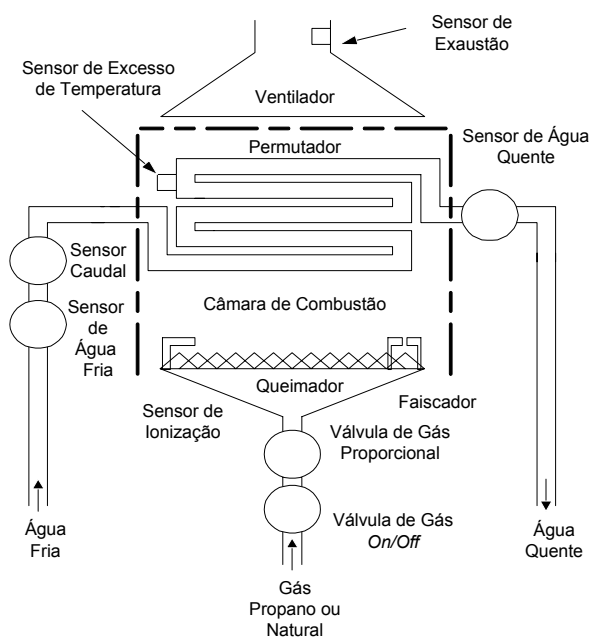 Sensor de
Exaustão
Sensor de Excesso
de Temperatura
Ventilador
Permutador
Sensor de Água
Quente
Sensor
Caudal
Sensor
de
Água
Fria
Câmara de Combustão
Queimador
Faiscador
Sensor de
Ionização
Válvula de Gás
Proporcional
Válvula de Gás
On/Off
Água
Fria
Água
Quente
Gás
Propano ou
Natural